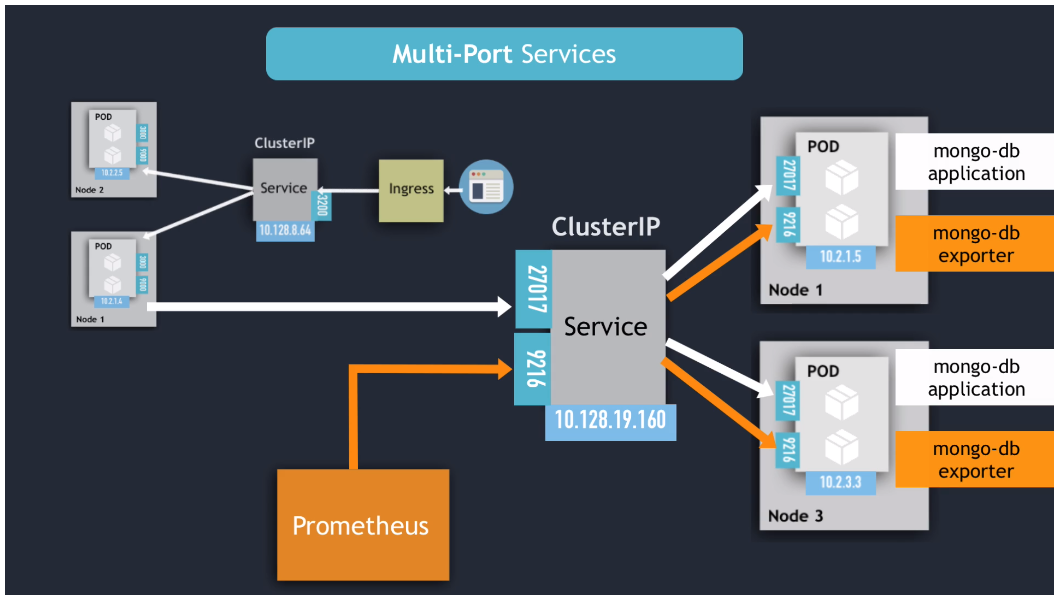 Multi-Port Services
POD
3000
9000
10.2.2.5
Node 2
ClusterIP
Service
3200
10.128.8.64
Ingress
POD
3000
9000
10.2.1.4
Node 1
ClusterIP
27017
9216
Service
10.128.19.160
Prometheus
POD
27017
9216
10.2.1.5
Node 1
mongo-db
application
mongo-db
exporter
POD
27017
9216
10.2.3.3
Node 3
mongo-db
application
mongo-db
exporter